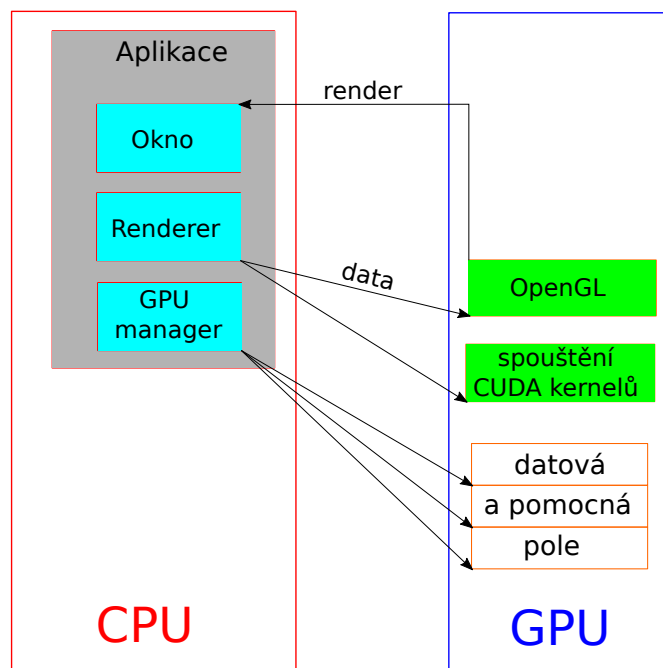 Aplikace
render
Okno
Renderer
data
GPU
manager
OpenGL
spouštění
CUDA kernelů
datová
a pomocná
pole
CPU
GPU